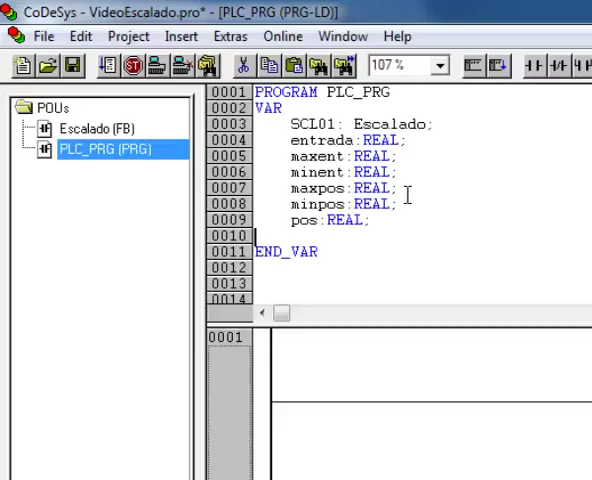 CoDeSys - VideoEscalado.pro* - [PLC_PRG (PRG-LD)]
File Edit Project Insert Extras Online Window Help
107 %
POUs
Escalado (FB)
PLC_PRG (PRG)
0001 PROGRAM PLC_PRG
0002 VAR
0003 SCL01: Escalado;
0004 entrada:REAL;
0005 maxent:REAL;
0006 minent:REAL;
0007 maxpos:REAL;
0008 minpos:REAL;
0009 pos:REAL;
0010
0011 END_VAR
0012
0013
0014
0001